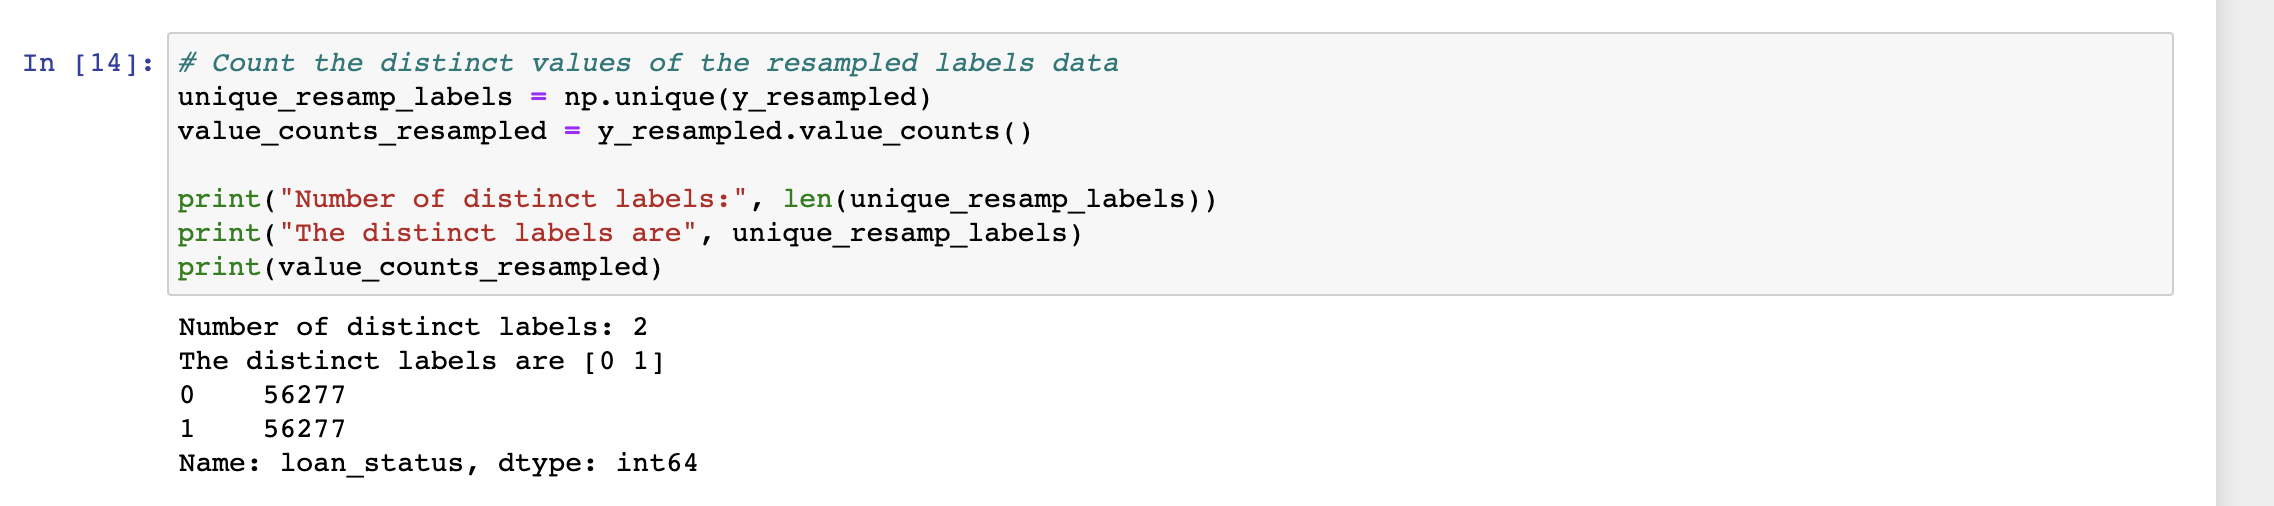 In [14]:
# Count the distinct values of the resampled labels data
unique_resamp_labels = np.unique(y_resampled)
value_counts_resampled = y_resampled.value_counts()

print("Number of distinct labels:", len(unique_resamp_labels))
print("The distinct labels are", unique_resamp_labels)
print(value_counts_resampled)
Number of distinct labels: 2
The distinct labels are [0 1]
0    56277
1    56277
Name: loan_status, dtype: int64